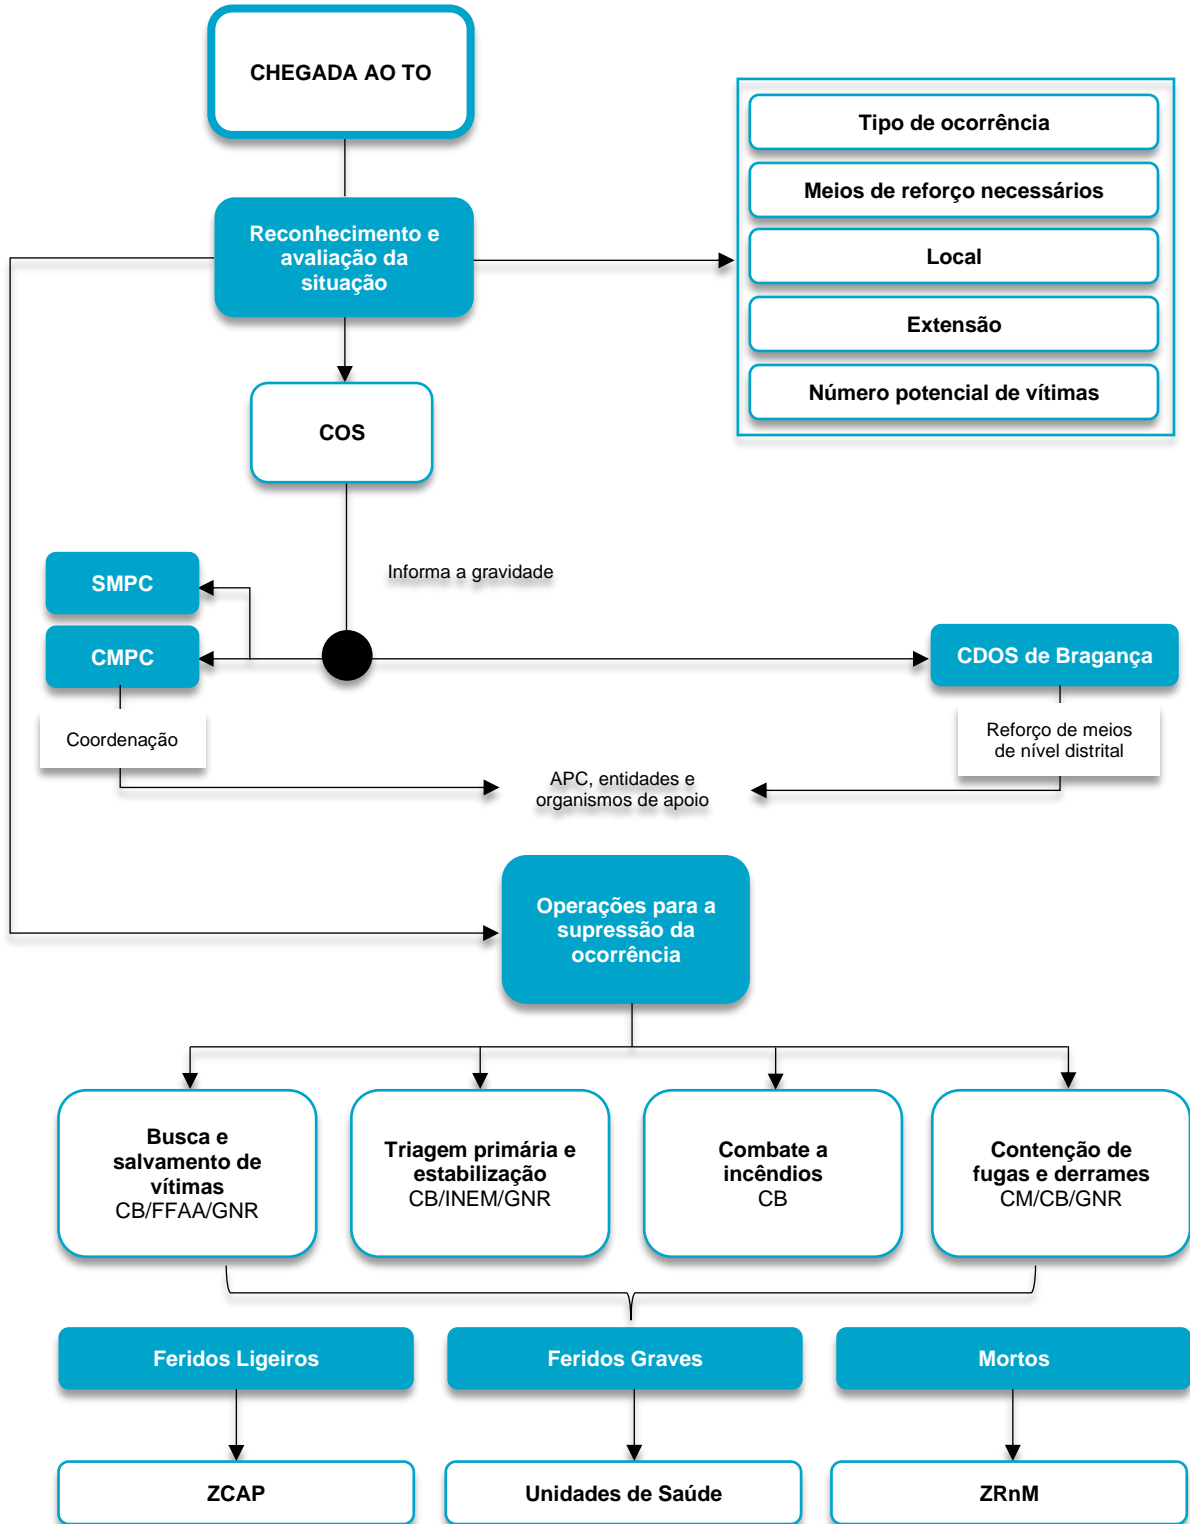 CHEGADA AO TO
Tipo de ocorrência
Meios de reforço necessários
Local
Extensão
Número potencial de vítimas
Reconhecimento e
avaliação da
situação
COS
Informa a gravidade
SMPC
CMPC
CDOS de Bragança
Coordenação
Reforço de meios
de nível distrital
APC, entidades e
organismos de apoio
Operações para a
supressão da
ocorrência
Busca e
salvamento de
vítimas
CB/FFAA/GNR
Triagem primária e
estabilização
CB/INEM/GNR
Combate a
incêndios
CB
Contenção de
fugas e derrames
CM/CB/GNR
Feridos Ligeiros
Feridos Graves
Mortos
ZCAP
Unidades de Saúde
ZRnM